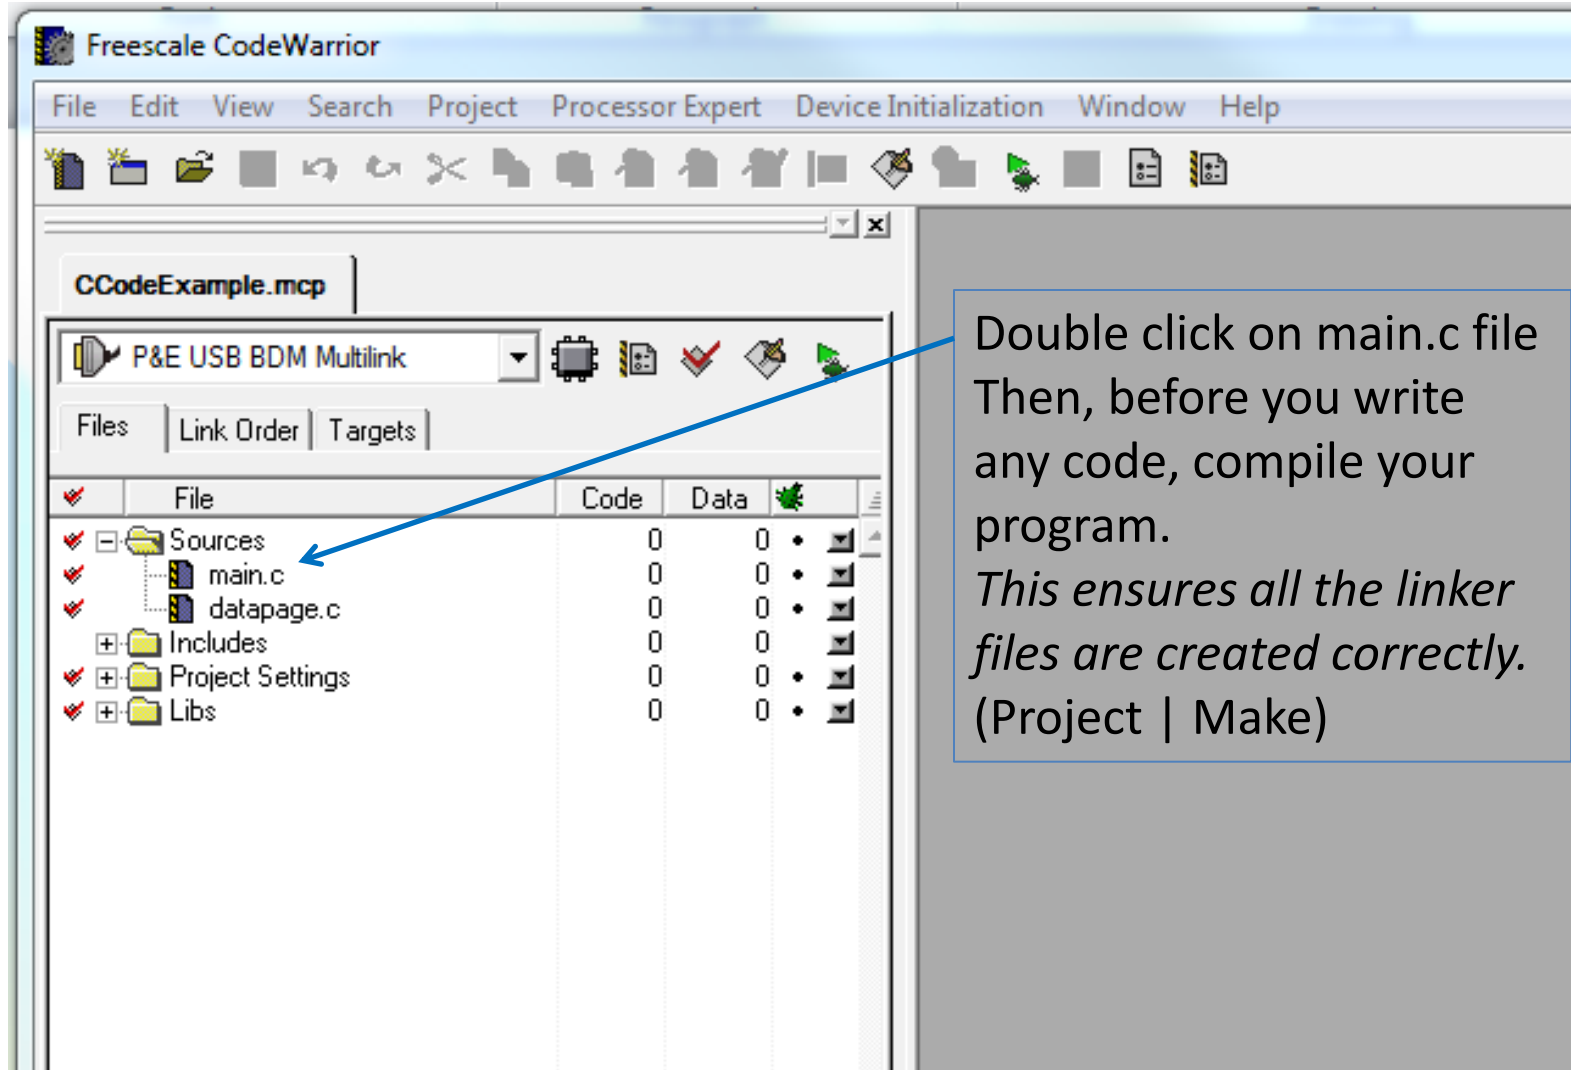 Freescale CodeWarrior
File Edit View Search Project Processor Expert Device Initialization Window Help
CCodeExample.mcp
P&E USB BDM Multilink
Files Link Order Targets
File Code Data
Sources 0 0
main.c 0 0
datapage.c 0 0
Includes 0 0
Project Settings 0 0
Libs 0 0
Double click on main.c file
Then, before you write
any code, compile your
program.
This ensures all the linker
files are created correctly.
(Project | Make)